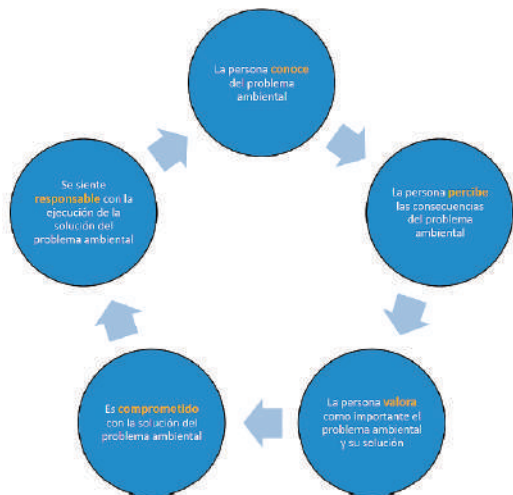 La persona conoce
del problema
ambiental
La persona percibe
las consecuencias
del problema
ambiental
La persona valora
como importante el
problema ambiental
y su solución
Es comprometido
con la solución del
problema ambiental
Se siente
responsable con la
ejecución de la
solución del
problema ambiental